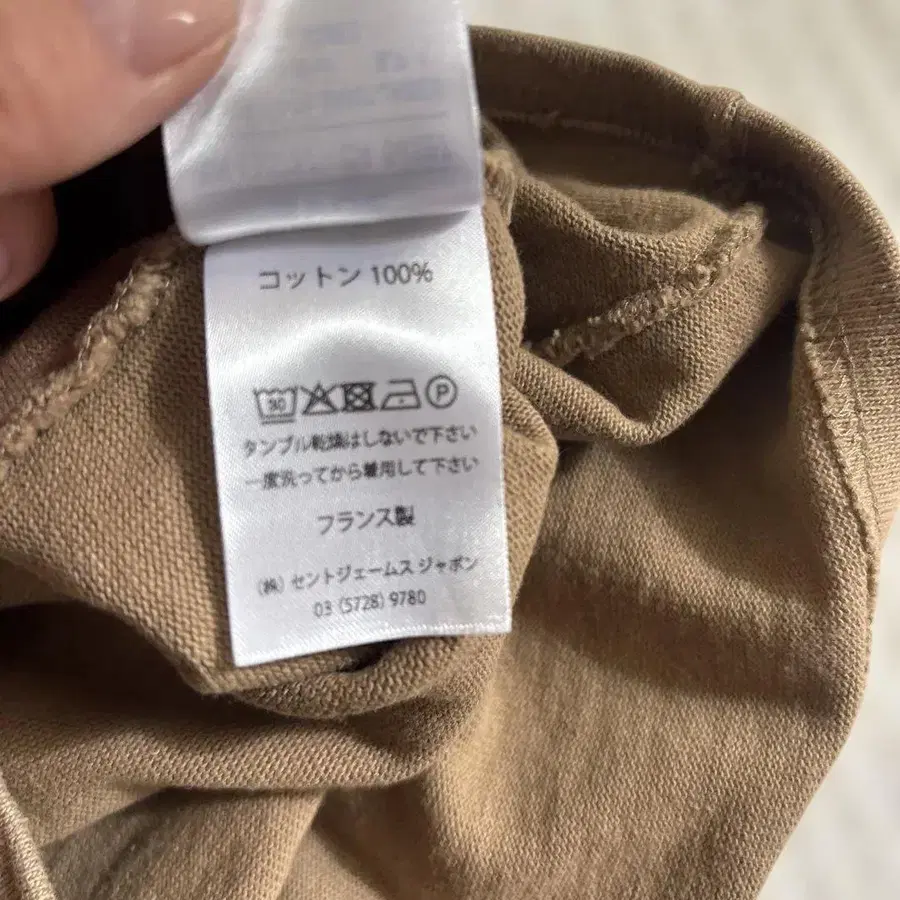 コットン 100%
30 P
タンブル乾燥はしないで下さい
一度洗ってから着用して下さい
フランス製
(株) セントジェームス ジャポン
03 (5728) 9780